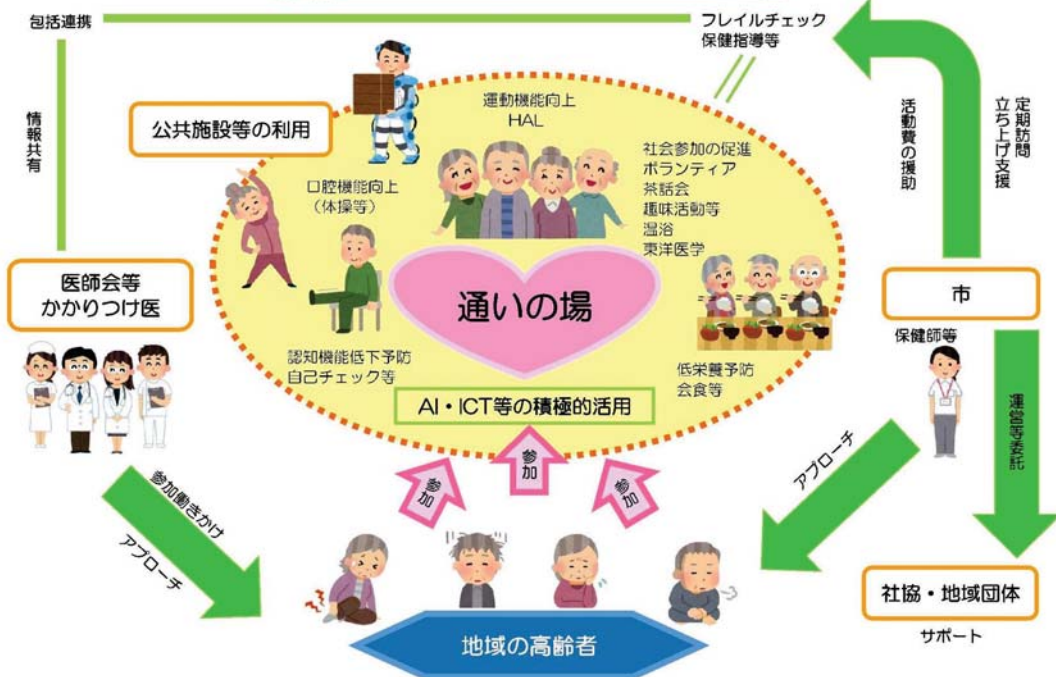 包括連携
フレイルチェック
保健指導等
情報共有
公共施設等の利用
運動機能向上
HAL
社会参加の促進
ボランティア
茶話会
趣味活動等
温浴
東洋医学
口腔機能向上
（体操等）
活動費の援助
定期訪問
立ち上げ支援
医師会等
かかりつけ医
通いの場
市
保健師等
認知機能低下予防
自己チェック等
低栄養予防
会食等
AI・ICT等の積極的活用
運営等委託
参加
参加
参加
参加働きかけ
アプローチ
アプローチ
社協・地域団体
サポート
地域の高齢者